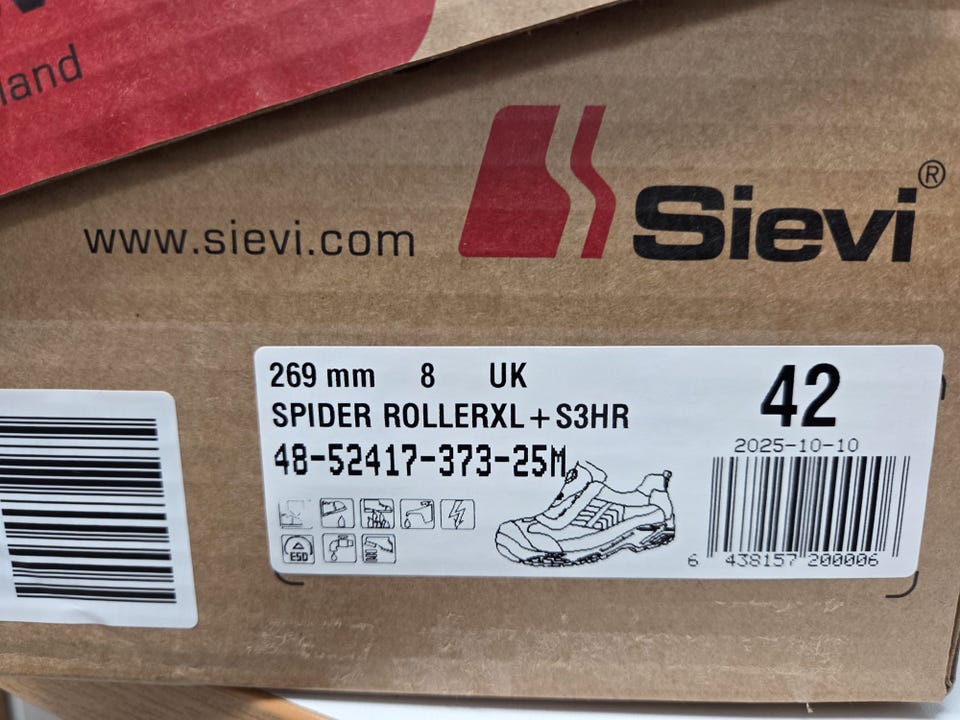 land
www.sievi.com
Sievi®
269 mm 8 UK
SPIDER ROLLERXL+S3HR
48-52417-373-25M
42
2025-10-10
ESD
6 438157 200006